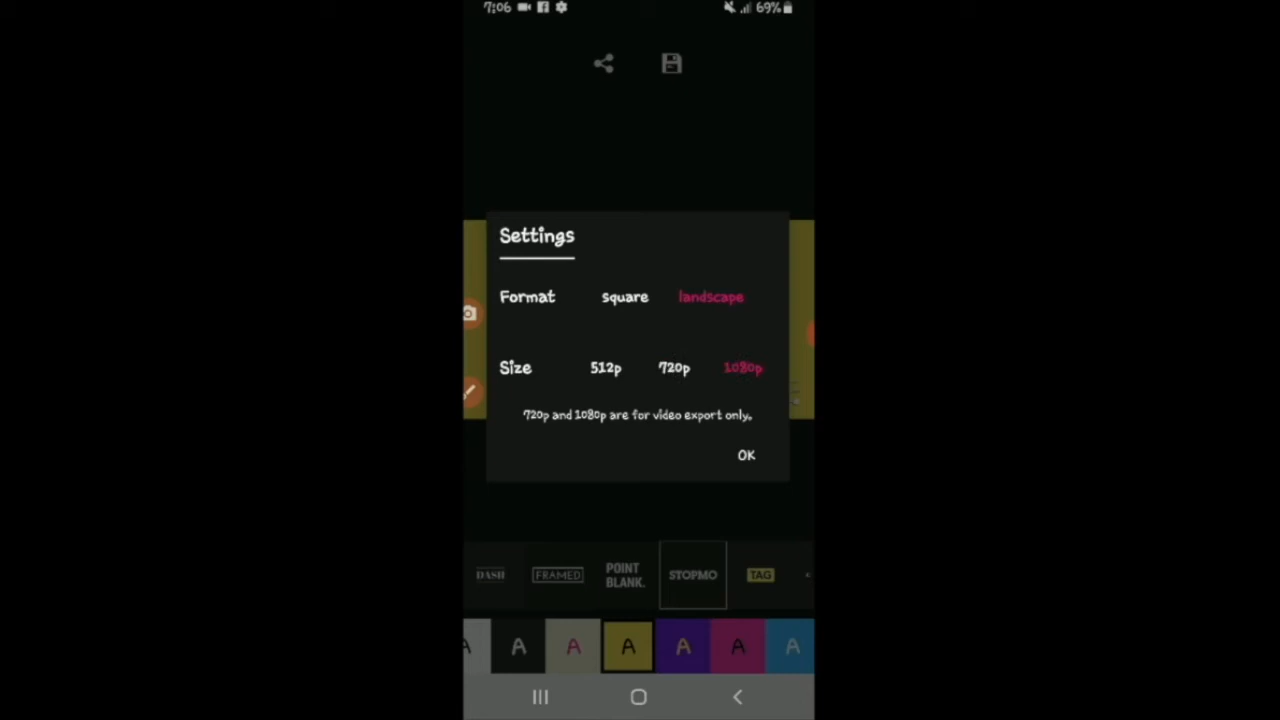 7:06 69%
Settings
Format square landscape
Size 512p 720p 1080p
720p and 1080p are for video export only.
OK
DASH FRAMED POINT BLANK. STOPMO TAG
A A A A A A A